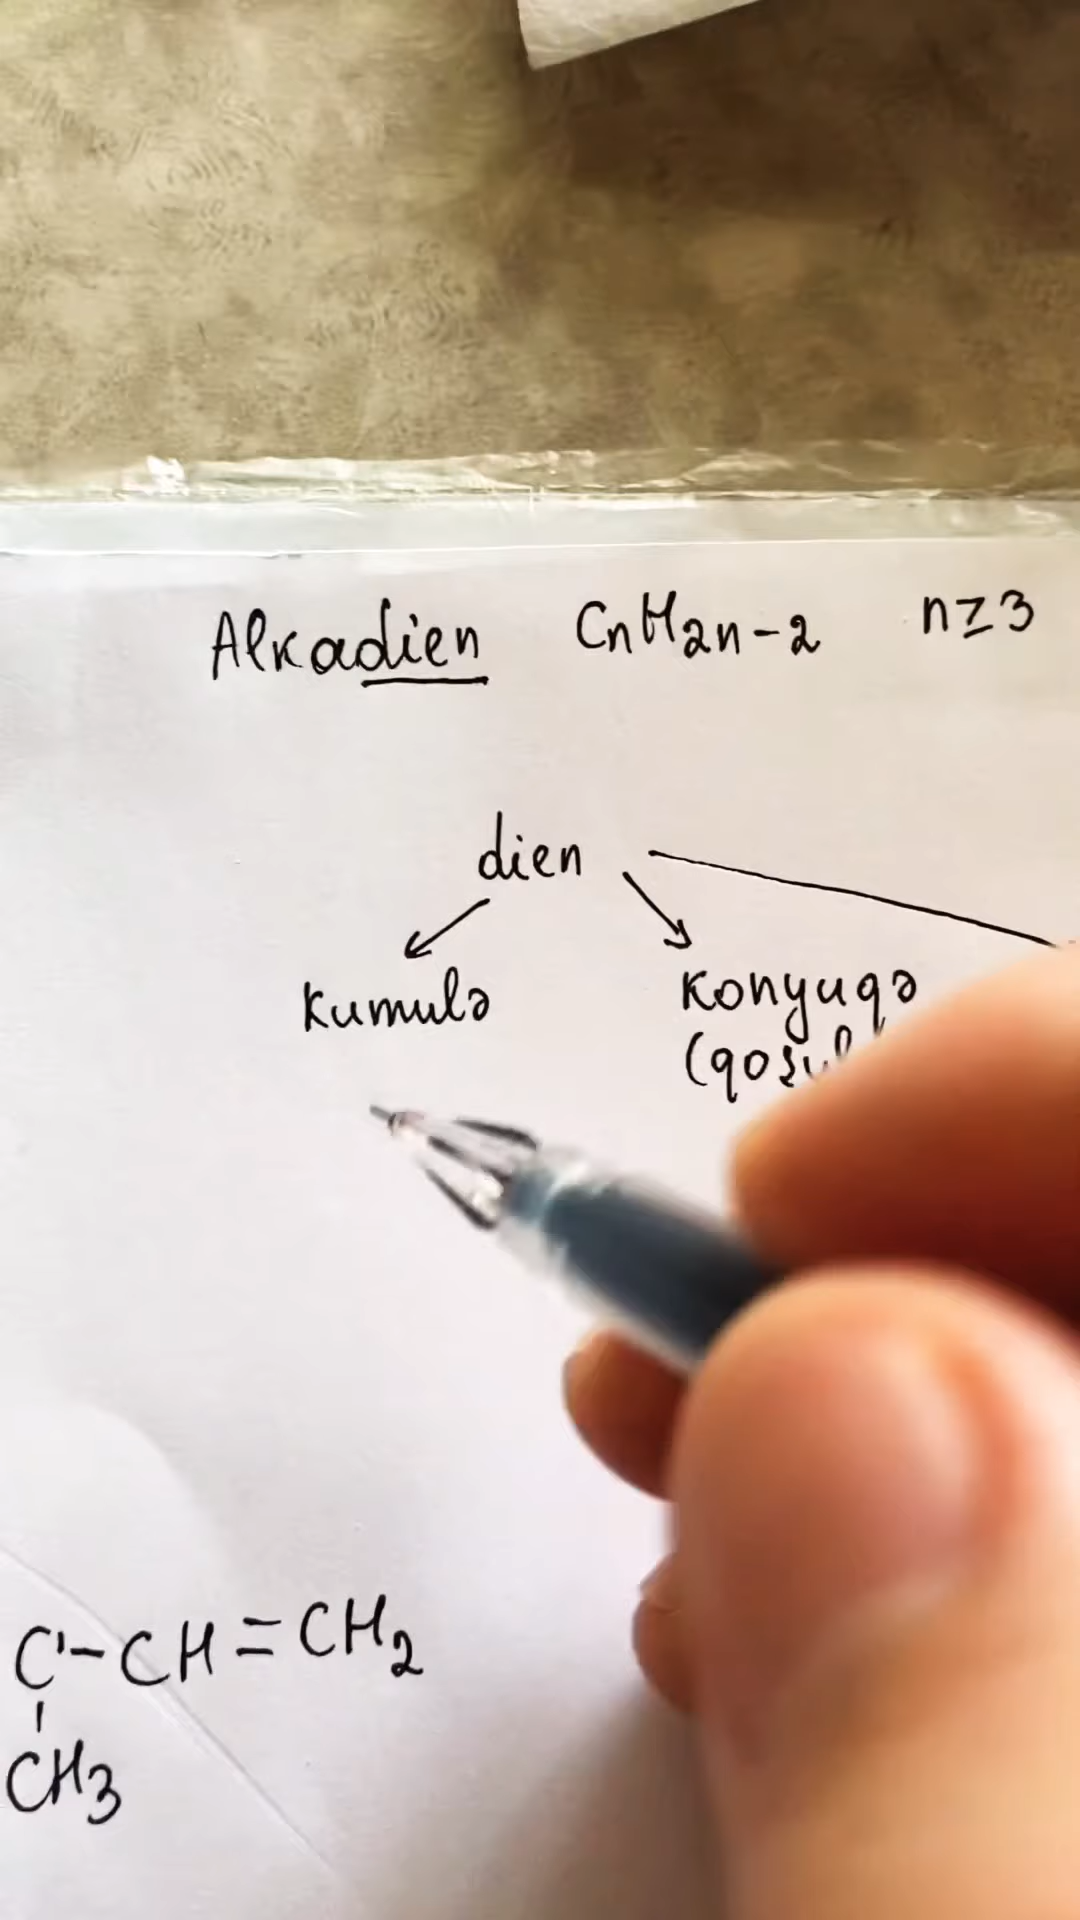 Alkadien CnH2n-2 n≥3
dien
Kumulə Konyuqə
C-CH=CH2
CH3